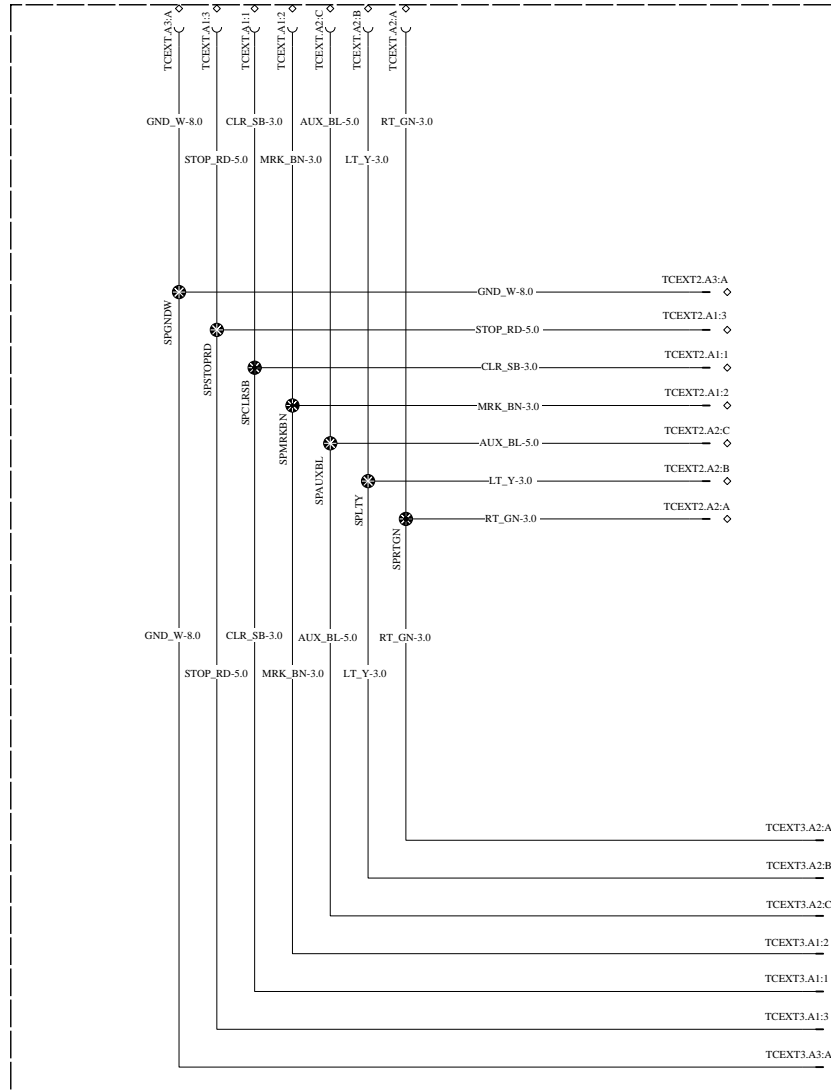 TCEXT.A3:A
TCEXT.A1:3
TCEXT.A1:1
TCEXT.A1:2
TCEXT.A2:C
TCEXT.A2:B
TCEXT.A2:A
GND_W-8.0
CLR_SB-3.0
AUX_BL-5.0
RT_GN-3.0
STOP_RD-5.0
MRK_BN-3.0
LT_Y-3.0
TCEXT2.A3:A
GND_W-8.0
SPGNDW
TCEXT2.A1:3
STOP_RD-5.0
SPSTOPRD
TCEXT2.A1:1
CLR_SB-3.0
SPCLRSB
TCEXT2.A1:2
MRK_BN-3.0
SPMRKBN
TCEXT2.A2:C
AUX_BL-5.0
SPAUXBL
TCEXT2.A2:B
LT_Y-3.0
SPLTY
TCEXT2.A2:A
RT_GN-3.0
SPRTGN
GND_W-8.0
CLR_SB-3.0
AUX_BL-5.0
RT_GN-3.0
STOP_RD-5.0
MRK_BN-3.0
LT_Y-3.0
TCEXT3.A2:A
TCEXT3.A2:B
TCEXT3.A2:C
TCEXT3.A1:2
TCEXT3.A1:1
TCEXT3.A1:3
TCEXT3.A3:A